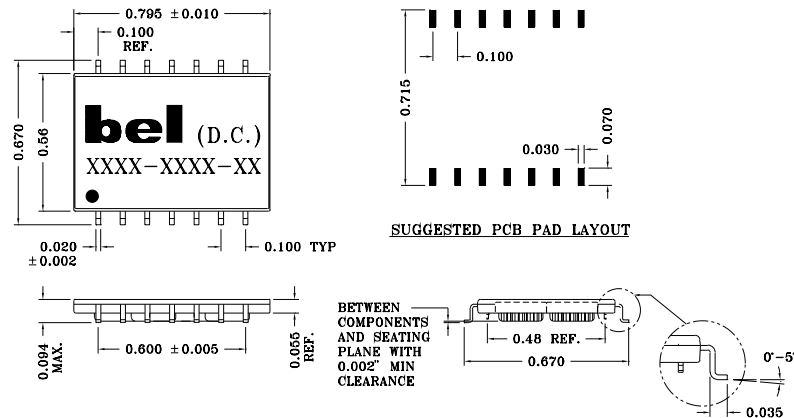 0.795 ±0.010
0.100
REF.
0.670
0.56
bel (D.C.)
XXXX-XXXX-XX
0.020
±0.002
0.100 TYP
0.100
0.715
0.030
0.070
SUGGESTED PCB PAD LAYOUT
0.094
MAX.
0.600 ±0.005
0.055
REF.
BETWEEN
COMPONENTS
AND SEATING
PLANE WITH
0.002" MIN
CLEARANCE
0.48 REF.
0.670
0°-5°
0.035